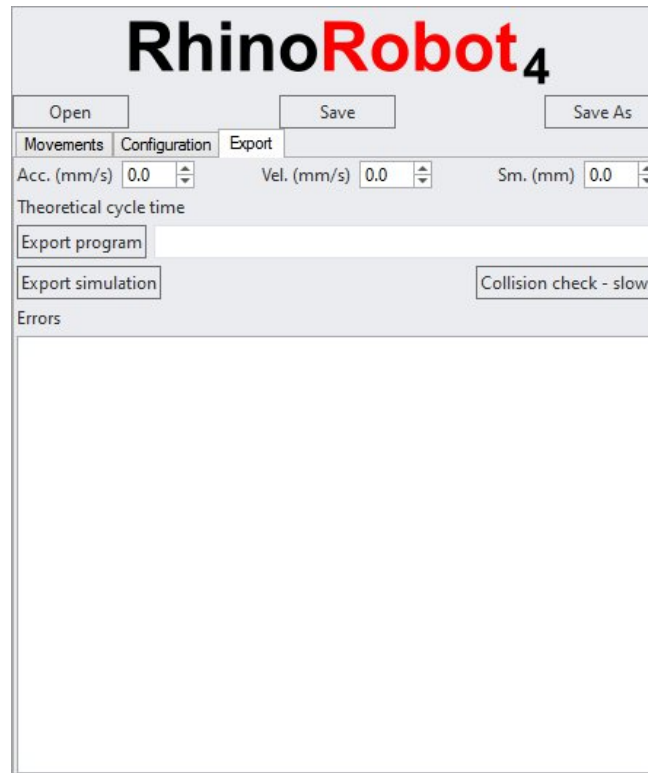 RhinoRobot4
Open Save Save As
Movements Configuration Export
Acc. (mm/s) 0.0 Vel. (mm/s) 0.0 Sm. (mm) 0.0
Theoretical cycle time
Export program
Export simulation Collision check - slow
Errors